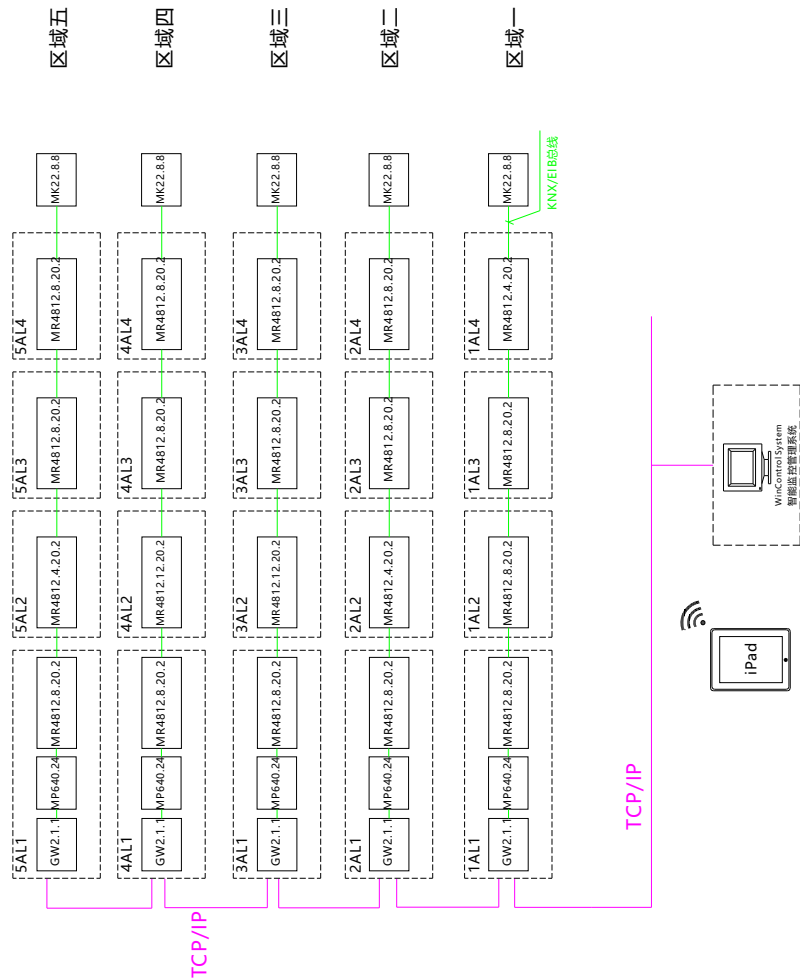 区域五
MK22.8.8
5AL4
MR4812.8.20.2
5AL3
MR4812.8.20.2
5AL2
MR4812.4.20.2
5AL1
MR4812.8.20.2
MP640.24
GW2.1.1
区域四
MK22.8.8
4AL4
MR4812.8.20.2
4AL3
MR4812.8.20.2
4AL2
MR4812.12.20.2
4AL1
MR4812.8.20.2
MP640.24
GW2.1.1
区域三
MK22.8.8
3AL4
MR4812.8.20.2
3AL3
MR4812.8.20.2
3AL2
MR4812.12.20.2
3AL1
MR4812.8.20.2
MP640.24
GW2.1.1
区域二
MK22.8.8
2AL4
MR4812.8.20.2
2AL3
MR4812.8.20.2
2AL2
MR4812.4.20.2
2AL1
MR4812.8.20.2
MP640.24
GW2.1.1
区域一
MK22.8.8
KNX/EIB总线
1AL4
MR4812.4.20.2
1AL3
MR4812.8.20.2
1AL2
MR4812.8.20.2
1AL1
MR4812.8.20.2
MP640.24
GW2.1.1
TCP/IP
TCP/IP
WinControl System
智能监控管理系统
iPad